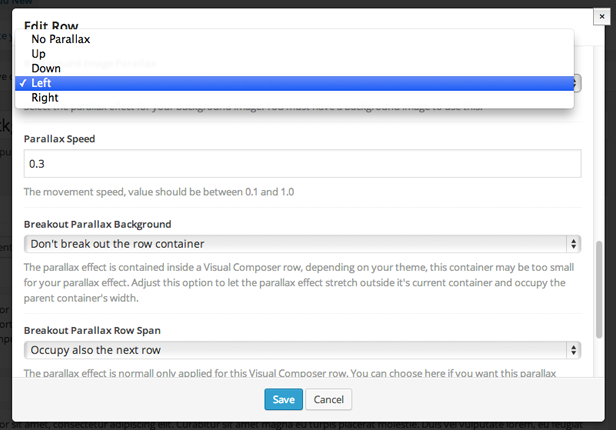 Edit Row
No Parallax
Up
Down
✓ Left
Right
Parallax Speed
0.3
The movement speed, value should be between 0.1 and 1.0
Breakout Parallax Background
Don't break out the row container
The parallax effect is contained inside a Visual Composer row, depending on your theme, this container may be too small
for your parallax effect. Adjust this option to let the parallax effect stretch outside it's current container and occupy the
parent container's width.
Breakout Parallax Row Span
Occupy also the next row
The parallax effect is normall only applied for this Visual Composer row. You can choose here if you want this parallax
Save
Cancel